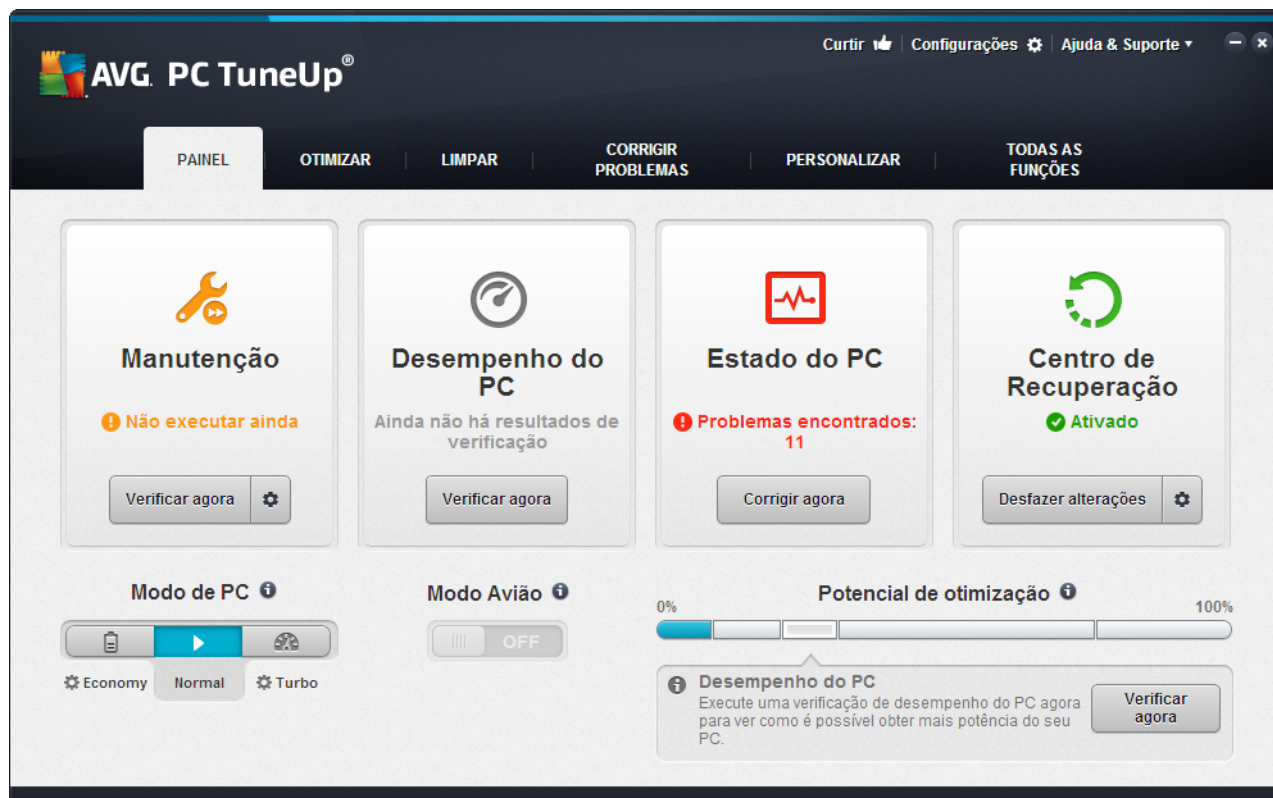 Curtir
Configurações
Ajuda & Suporte
AVG. PC TuneUp®
PAINEL
OTIMIZAR
LIMPAR
CORRIGIR
PROBLEMAS
PERSONALIZAR
TODAS AS
FUNÇÕES
Manutenção
Não executar ainda
Verificar agora
Desempenho do
PC
Ainda não há resultados de
verificação
Verificar agora
Estado do PC
Problemas encontrados:
11
Corrigir agora
Centro de
Recuperação
Ativado
Desfazer alterações
Modo de PC
Economy
Normal
Turbo
Modo Avião
OFF
Potencial de otimização
0%
100%
Desempenho do PC
Execute uma verificação de desempenho do PC agora
para ver como é possível obter mais potência do seu
PC.
Verificar
agora